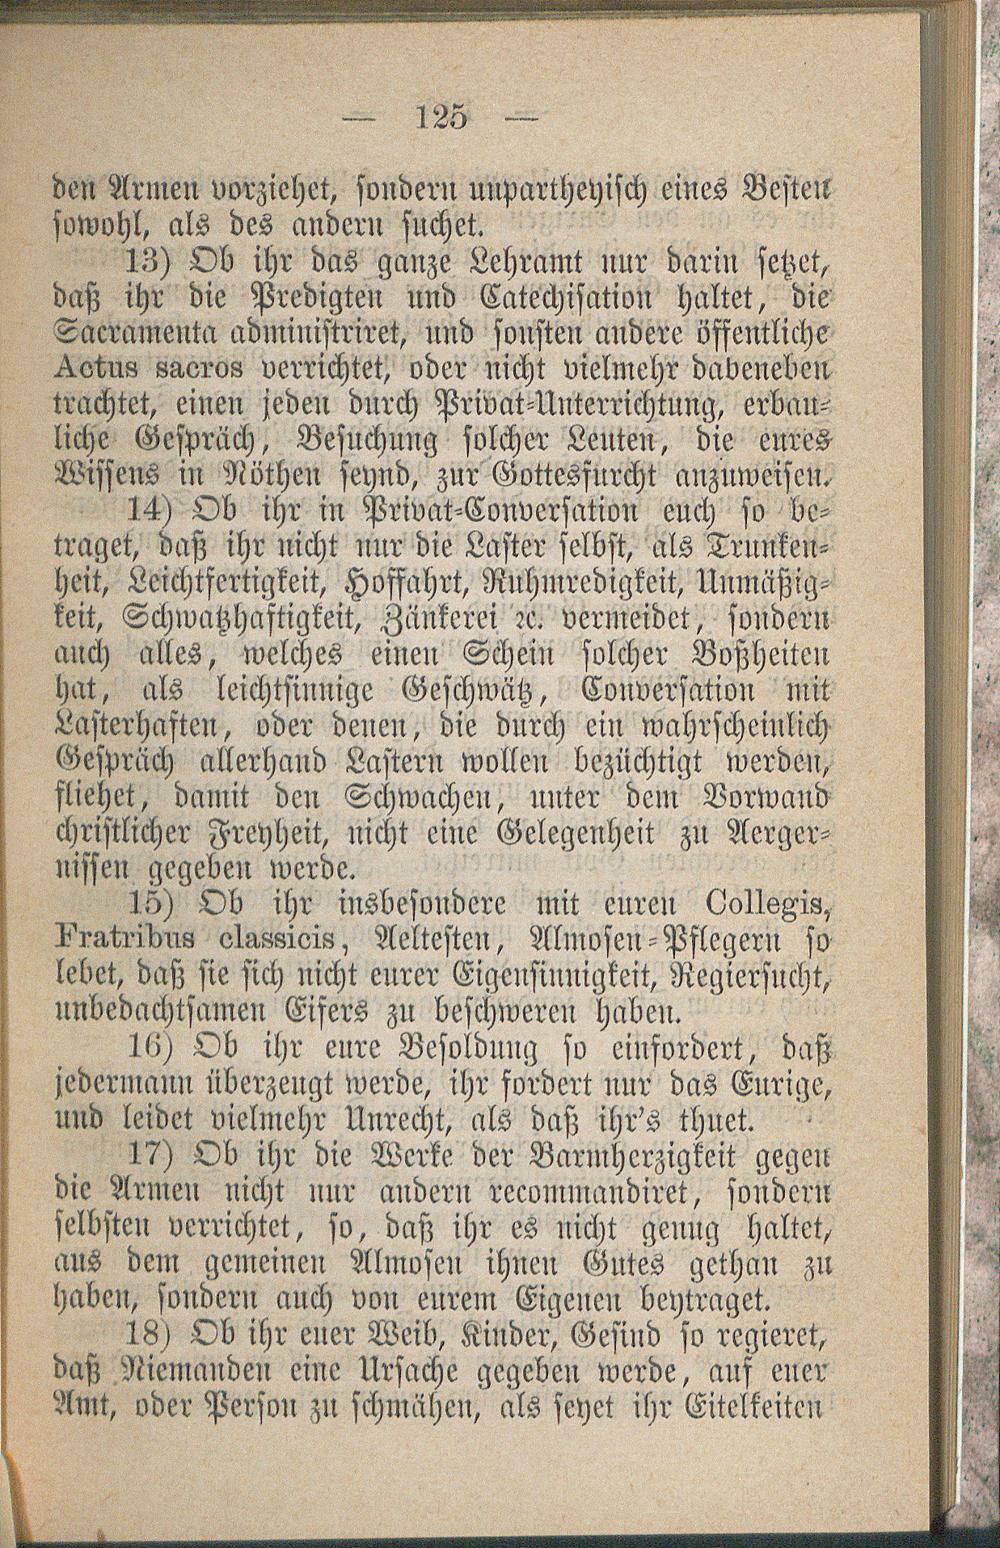 — 125 —
den Armen vorziehet, sondern unpartheyisch eines Besten
sowohl, als des andern suchet.
13) Ob ihr das ganze Lehramt nur darin setzet,
daß ihr die Predigten und Catechisation haltet, die
Sacramenta administriret, und sonsten andere öffentliche
Actus sacros verrichtet, oder nicht vielmehr dabeneben
trachtet, einen jeden durch Privat-Unterrichtung, erbau-
liche Gespräch, Besuchung solcher Leuten, die eures
Wissens in Nöthen seynd, zur Gottesfurcht anzuweisen.
14) Ob ihr in Privat-Conversation euch so be-
traget, daß ihr nicht nur die Laster selbst, als Trunken-
heit, Leichtfertigkeit, Hoffahrt, Ruhmredigkeit, Unmäßig-
keit, Schwatzhaftigkeit, Zänkerei ꝛc. vermeidet, sondern
auch alles, welches einen Schein solcher Boßheiten
hat, als leichtsinnige Geschwätz, Conversation mit
Lasterhaften, oder denen, die durch ein wahrscheinlich
Gespräch allerhand Lastern wollen bezüchtigt werden,
fliehet, damit den Schwachen, unter dem Vorwand
christlicher Freyheit, nicht eine Gelegenheit zu Aerger-
nissen gegeben werde.
15) Ob ihr insbesondere mit euren Collegis,
Fratribus classicis, Aeltesten, Almosen-Pflegern so
lebet, daß sie sich nicht eurer Eigensinnigkeit, Regiersucht,
unbedachtsamen Eifers zu beschweren haben.
16) Ob ihr eure Besoldung so einfordert, daß
jedermann überzeugt werde, ihr fordert nur das Eurige,
und leidet vielmehr Unrecht, als daß ihr's thuet.
17) Ob ihr die Werke der Barmherzigkeit gegen
die Armen nicht nur andern recommandiret, sondern
selbsten verrichtet, so, daß ihr es nicht genug haltet,
aus dem gemeinen Almosen ihnen Gutes gethan zu
haben, sondern auch von eurem Eigenen beytraget.
18) Ob ihr euer Weib, Kinder, Gesind so regieret,
daß Niemanden eine Ursache gegeben werde, auf euer
Amt, oder Person zu schmähen, als seyet ihr Eitelkeiten